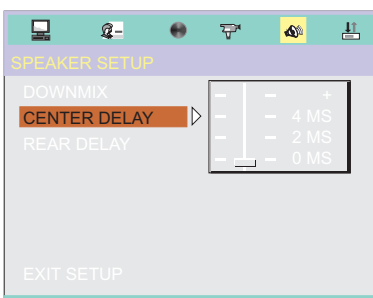 SPEAKER SETUP
DOWNMIX
CENTER DELAY
REAR DELAY
+
4 MS
2 MS
0 MS
EXIT SETUP